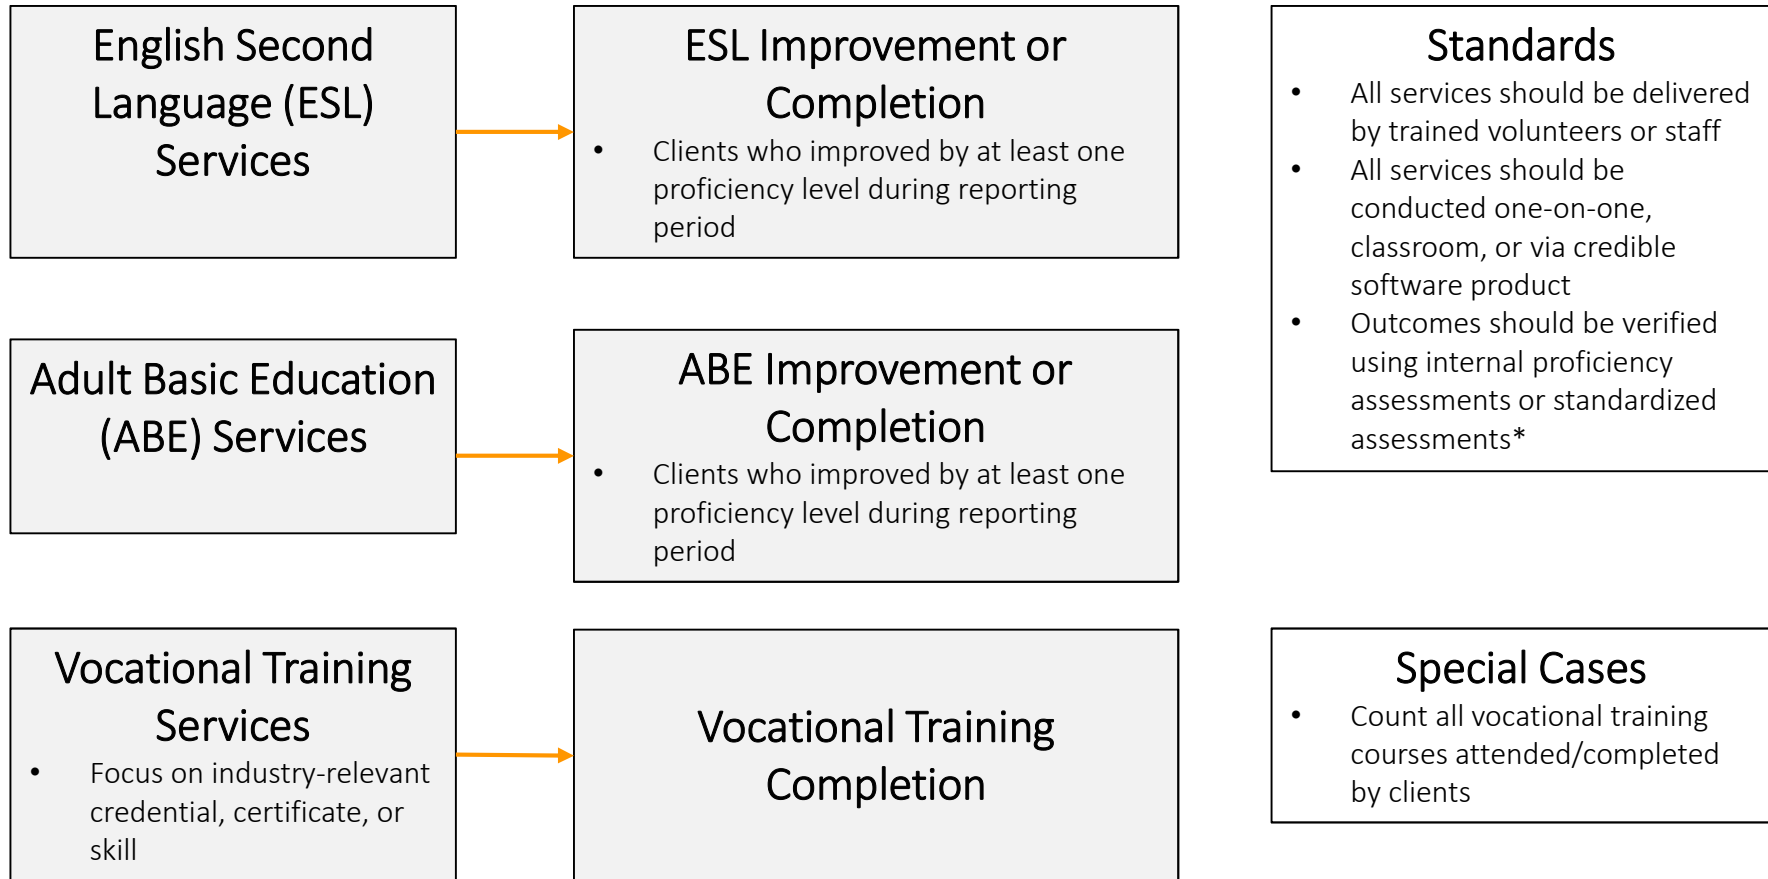 English Second
Language (ESL)
Services
ESL Improvement or
Completion
• Clients who improved by at least one
proficiency level during reporting
period
Standards
• All services should be delivered
by trained volunteers or staff
• All services should be
conducted one-on-one,
classroom, or via credible
software product
• Outcomes should be verified
using internal proficiency
assessments or standardized
assessments*
Adult Basic Education
(ABE) Services
ABE Improvement or
Completion
• Clients who improved by at least one
proficiency level during reporting
period
Vocational Training
Services
• Focus on industry-relevant
credential, certificate, or
skill
Vocational Training
Completion
Special Cases
• Count all vocational training
courses attended/completed
by clients